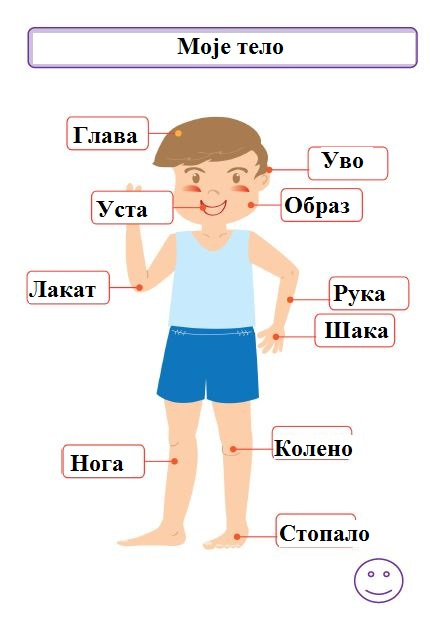 Моје тело
Глава
Уво
Уста
Образ
Лакат
Рука
Шака
Колено
Нога
Стопало